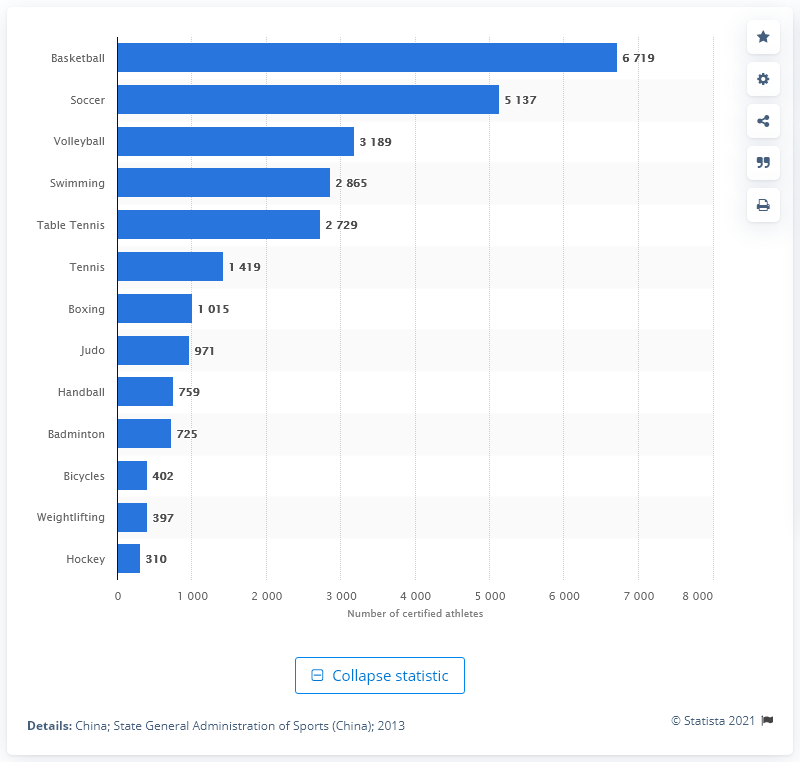 Basketball 6 719
Soccer 5 137
Volleyball 3 189
Swimming 2 865
Table Tennis 2 729
Tennis 1 419
Boxing 1 015
Judo 971
Handball 759
Badminton 725
Bicycles 402
Weightlifting 397
Hockey 310
0 1 000 2 000 3 000 4 000 5 000 6 000 7 000 8 000
Number of certified athletes
Collapse statistic
Details: China; State General Administration of Sports (China); 2013
© Statista 2021